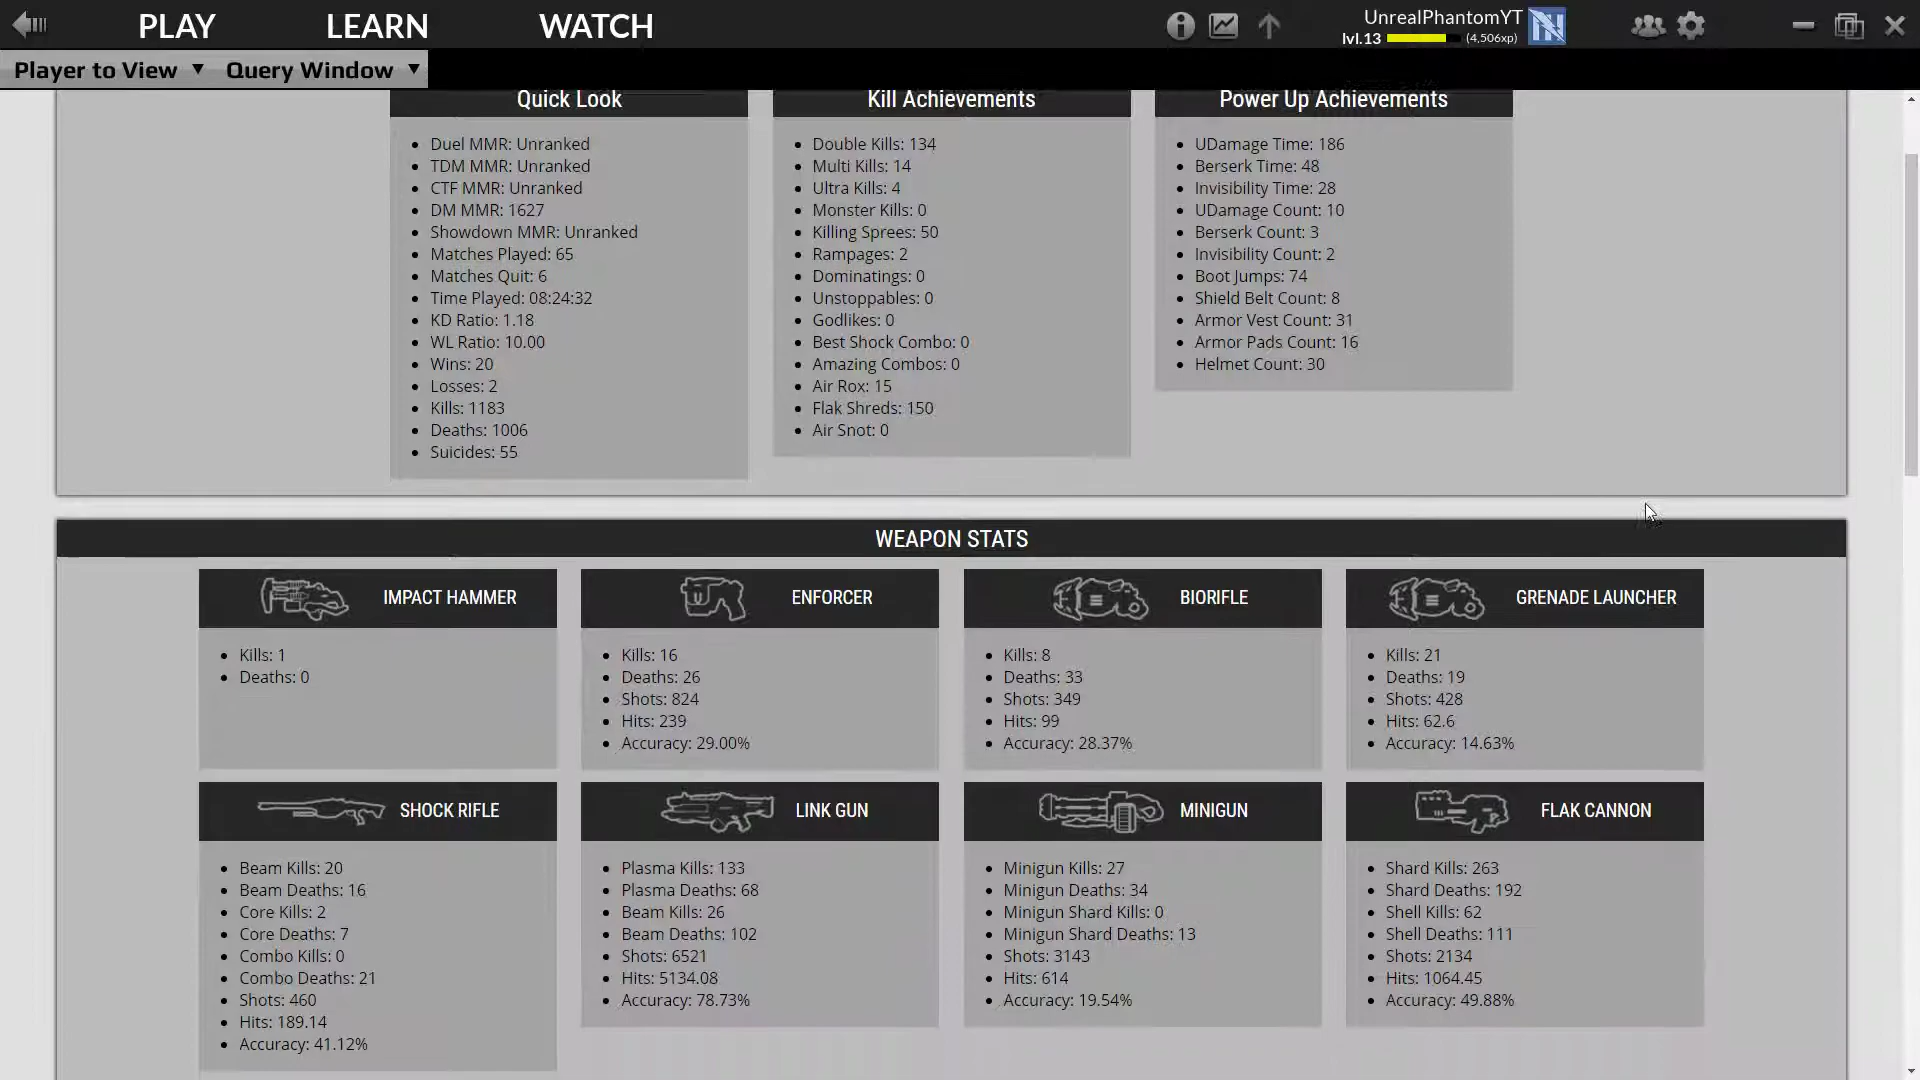 PLAY
LEARN
WATCH
UnrealPhantomYT
lvl.13
(4,506xp)
Player to View
Query Window
Quick Look
Duel MMR: Unranked
TDM MMR: Unranked
CTF MMR: Unranked
DM MMR: 1627
Showdown MMR: Unranked
Matches Played: 65
Matches Quit: 6
Time Played: 08:24:32
KD Ratio: 1.18
WL Ratio: 10.00
Wins: 20
Losses: 2
Kills: 1183
Deaths: 1006
Suicides: 55
Kill Achievements
Double Kills: 134
Multi Kills: 14
Ultra Kills: 4
Monster Kills: 0
Killing Sprees: 50
Rampages: 2
Dominatings: 0
Unstoppables: 0
Godlikes: 0
Best Shock Combo: 0
Amazing Combos: 0
Air Rox: 15
Flak Shreds: 150
Air Snot: 0
Power Up Achievements
UDamage Time: 186
Berserk Time: 48
Invisibility Time: 28
UDamage Count: 10
Berserk Count: 3
Invisibility Count: 2
Boot Jumps: 74
Shield Belt Count: 8
Armor Vest Count: 31
Armor Pads Count: 16
Helmet Count: 30
WEAPON STATS
IMPACT HAMMER
Kills: 1
Deaths: 0
ENFORCER
Kills: 16
Deaths: 26
Shots: 824
Hits: 239
Accuracy: 29.00%
BIORIFLE
Kills: 8
Deaths: 33
Shots: 349
Hits: 99
Accuracy: 28.37%
GRENADE LAUNCHER
Kills: 21
Deaths: 19
Shots: 428
Hits: 62.6
Accuracy: 14.63%
SHOCK RIFLE
Beam Kills: 20
Beam Deaths: 16
Core Kills: 2
Core Deaths: 7
Combo Kills: 0
Combo Deaths: 21
Shots: 460
Hits: 189.14
Accuracy: 41.12%
LINK GUN
Plasma Kills: 133
Plasma Deaths: 68
Beam Kills: 26
Beam Deaths: 102
Shots: 6521
Hits: 5134.08
Accuracy: 78.73%
MINIGUN
Minigun Kills: 27
Minigun Deaths: 34
Minigun Shard Kills: 0
Minigun Shard Deaths: 13
Shots: 3143
Hits: 614
Accuracy: 19.54%
FLAK CANNON
Shard Kills: 263
Shard Deaths: 192
Shell Kills: 62
Shell Deaths: 111
Shots: 2134
Hits: 1064.45
Accuracy: 49.88%